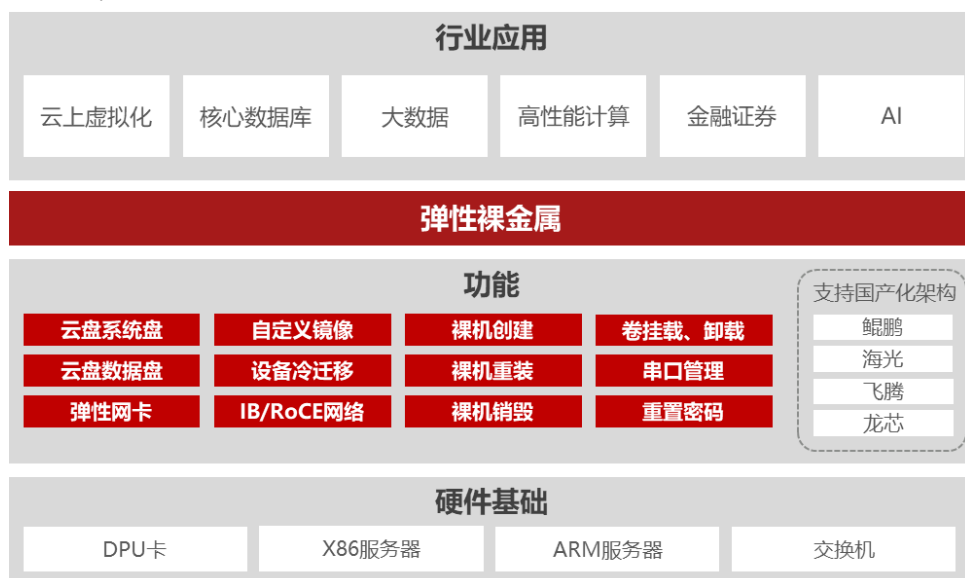 行业应用
云上虚拟化 核心数据库 大数据 高性能计算 金融证券 AI
弹性裸金属
功能
支持国产化架构
云盘系统盘 自定义镜像 裸机创建 卷挂载、卸载
云盘数据盘 设备冷迁移 裸机重装 串口管理
弹性网卡 IB/RoCE网络 裸机销毁 重置密码
鲲鹏
海光
飞腾
龙芯
硬件基础
DPU卡 X86服务器 ARM服务器 交换机